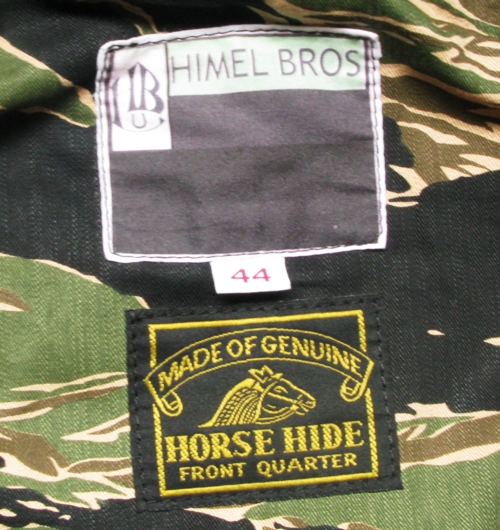 HIMEL BROS
44
MADE OF GENUINE
HORSE HIDE
FRONT QUARTER